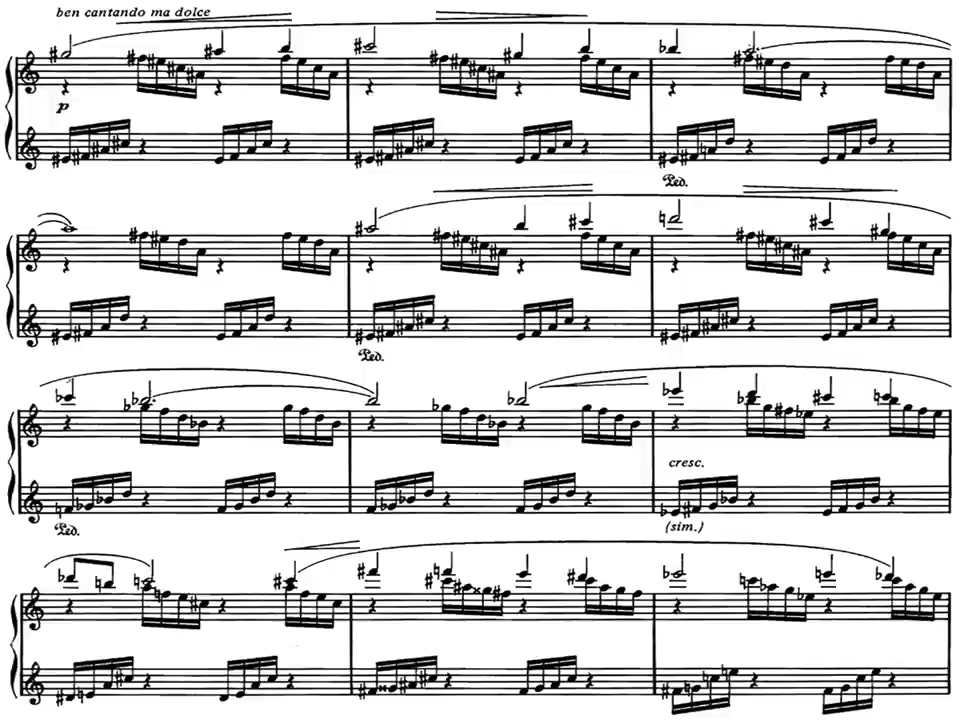 ben cantando ma dolce
p
Ped.
Ped.
cresc.
Ped.
(sim.)